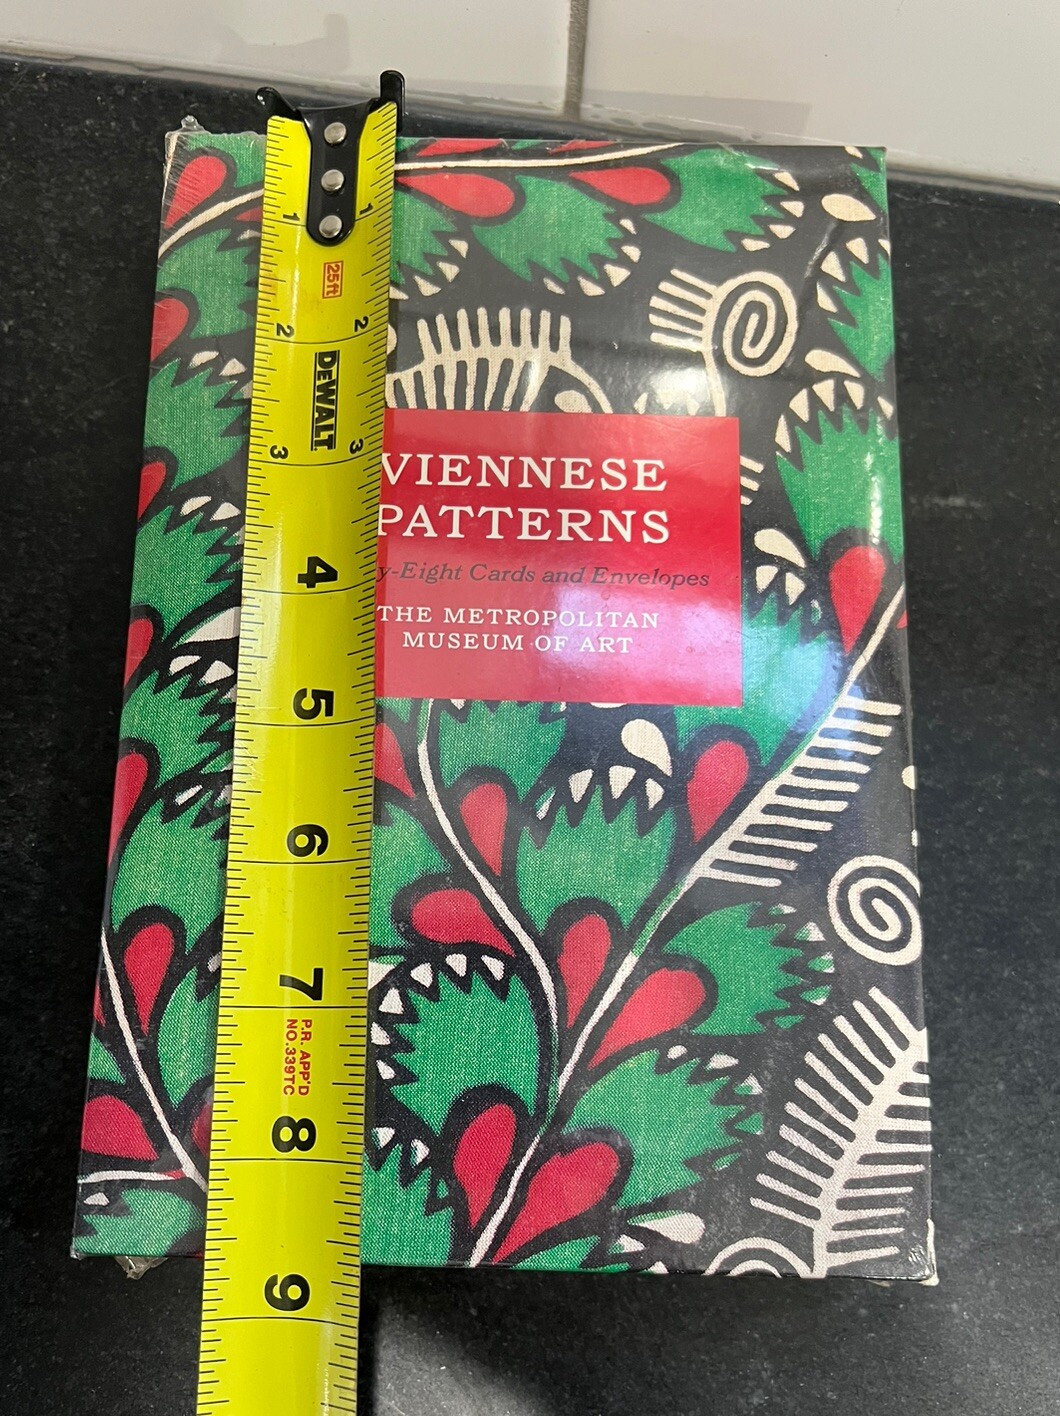 1 1
25ft
2 2
DEWALT
3 3
VIENNESE
PATTERNS
y-Eight Cards and Envelopes
THE METROPOLITAN
MUSEUM OF ART
4
5
6
7
P.R. APP'D
NO.339TC
8
9